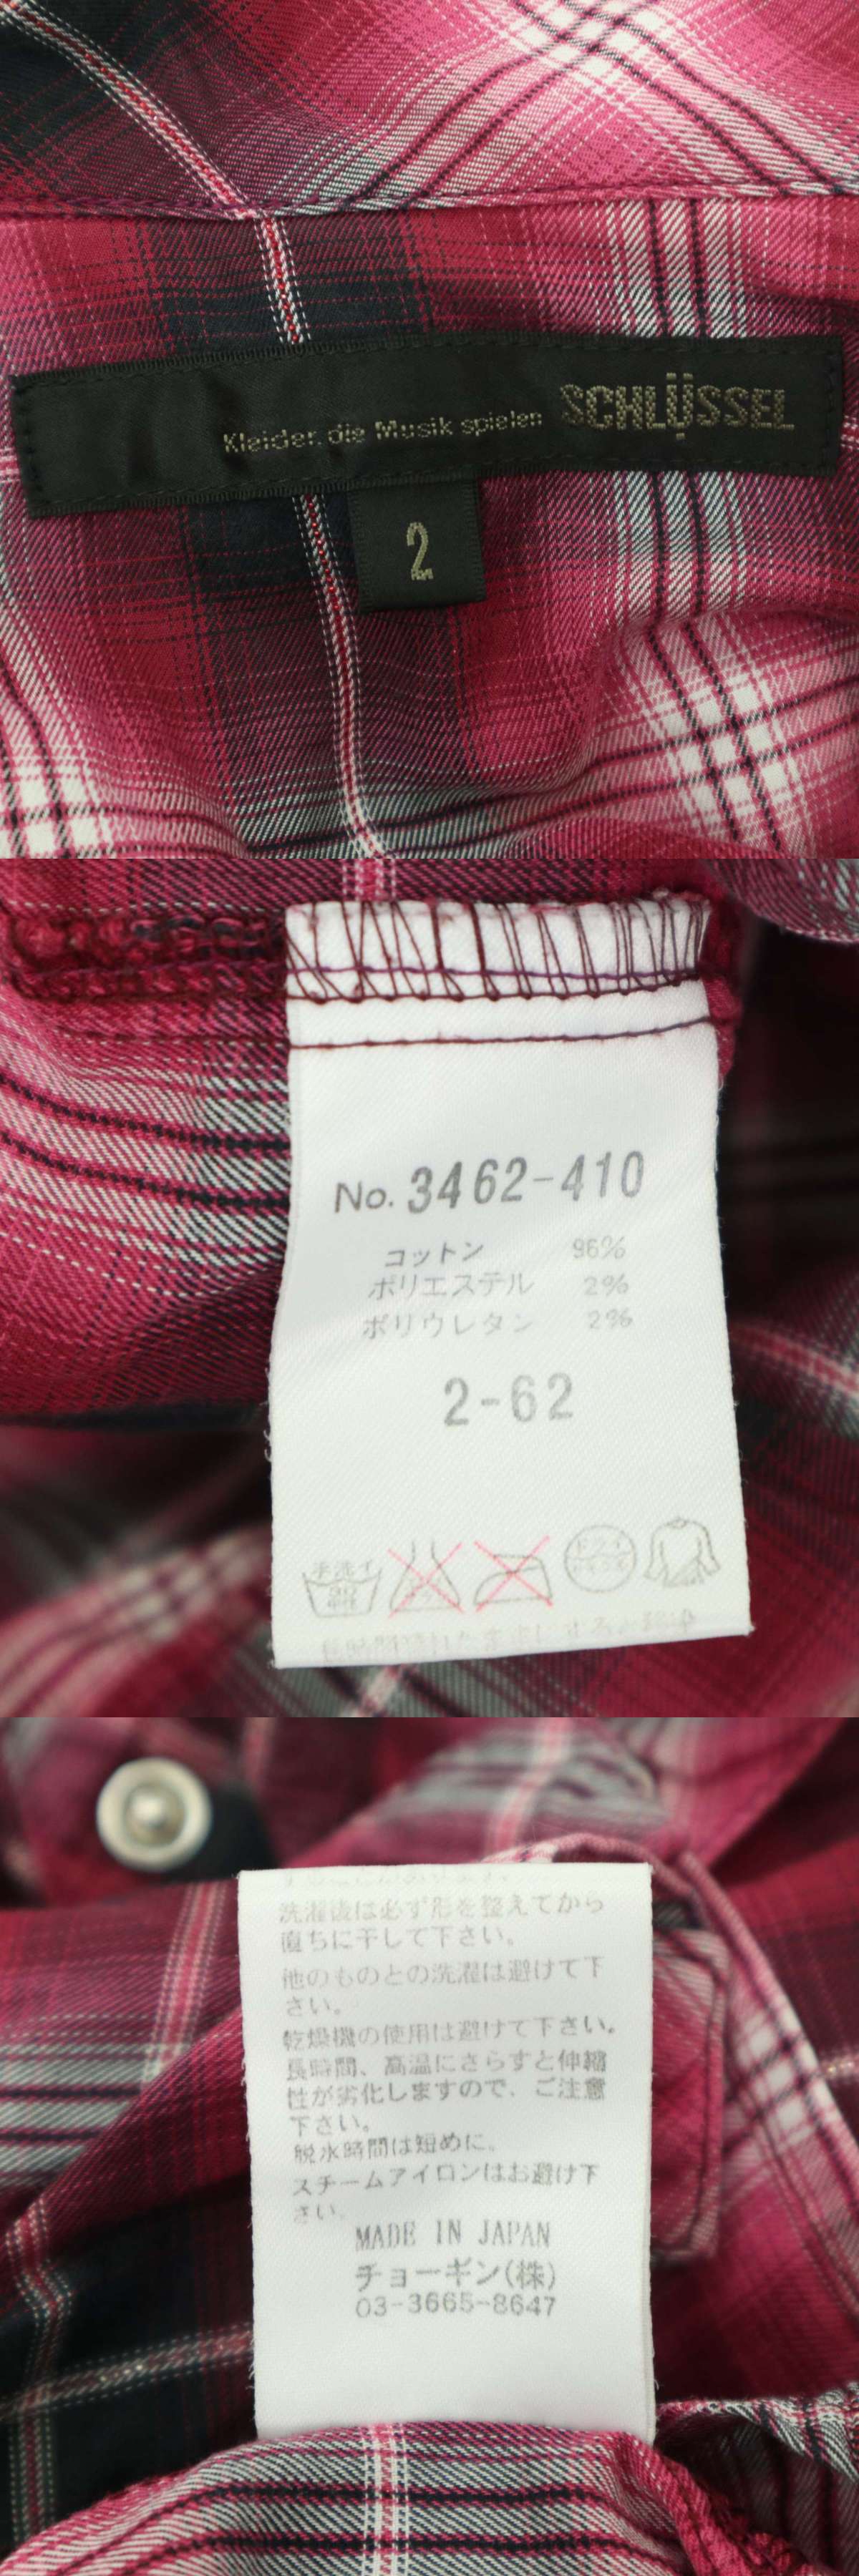 Kleider. die Musik spielen SCHLÜSSEL
2
No. 3462-410
コットン 96%
ポリエステル 2%
ポリウレタン 2%
2-62
手洗イ
ドライ
洗濯後は必ず形を整えてから
直ちに干して下さい。
他のものとの洗濯は避けて下
さい。
乾燥機の使用は避けて下さい。
長時間、高温にさらすと伸縮
性が劣化しますので、ご注意
下さい。
脱水時間は短めに。
スチームアイロンはお避け下
さい。
MADE IN JAPAN
チョーギン(株)
03-3665-8647